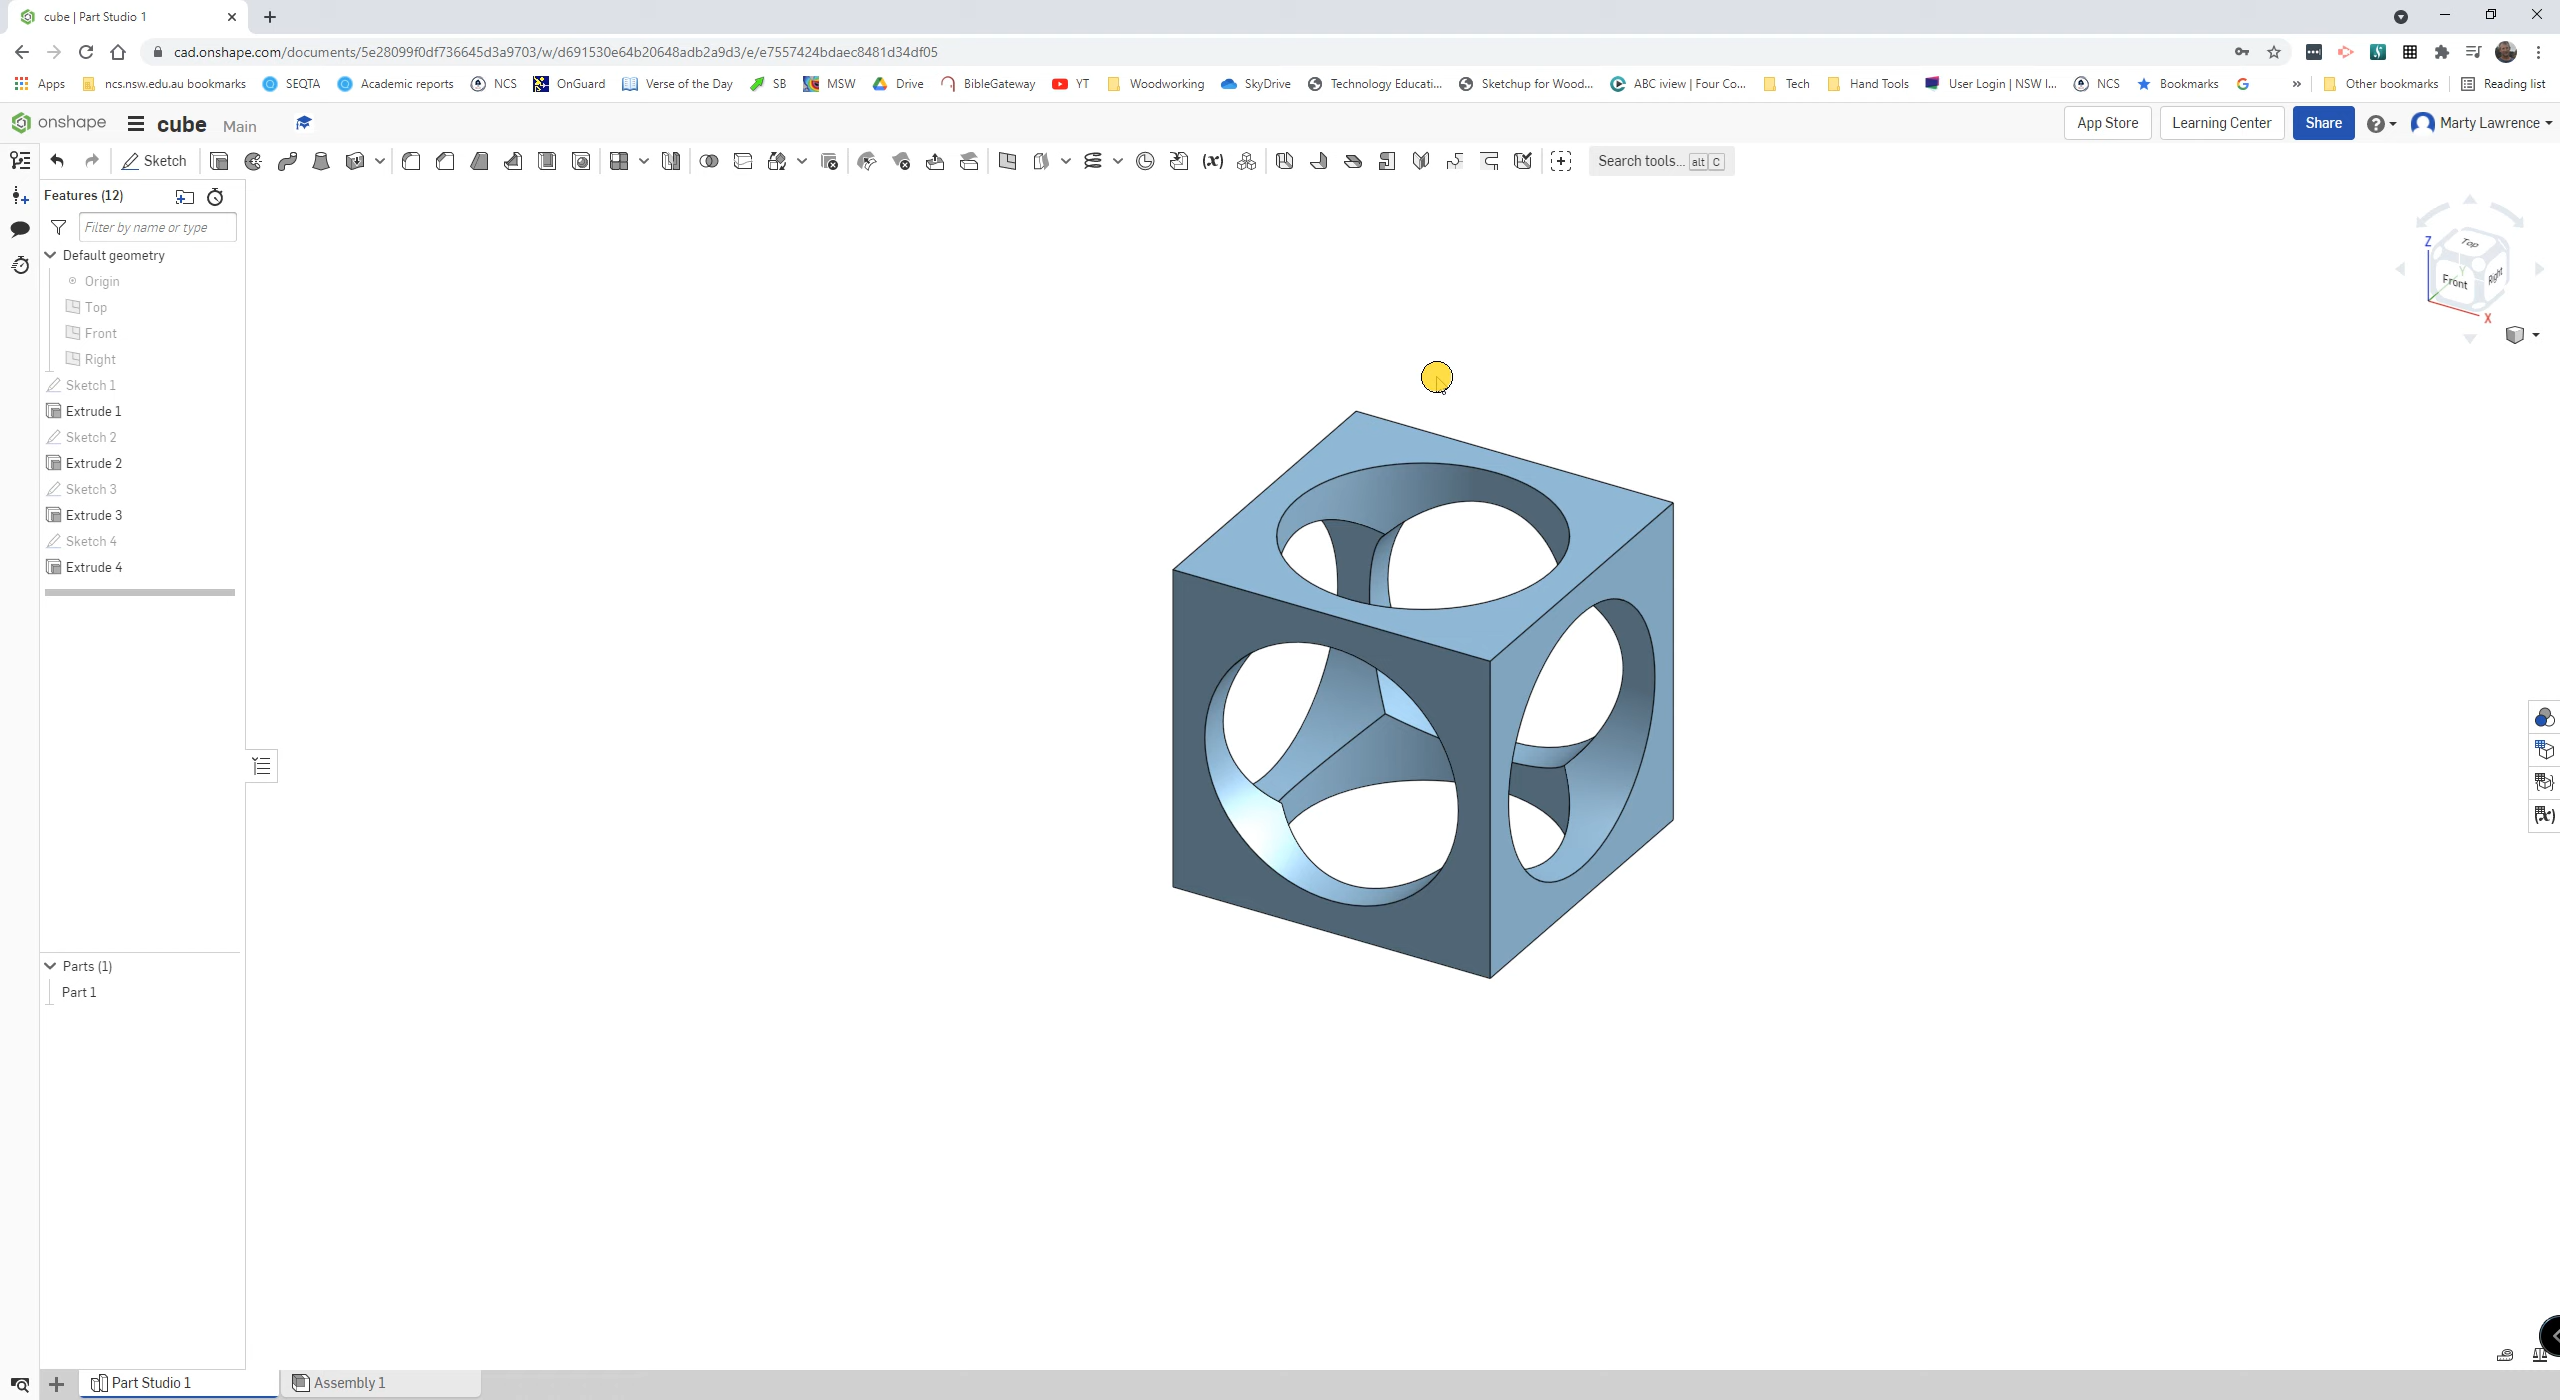 cube | Part Studio 1
cad.onshape.com/documents/5e28099f0df736645d3a9703/w/d691530e64b20648adb2a9d3/e/e7557424bdaec8481d34df05
Apps ncs.nsw.edu.au bookmarks SEQTA Academic reports NCS OnGuard Verse of the Day SB MSW Drive BibleGateway YT Woodworking SkyDrive Technology Educati... Sketchup for Wood... ABC iview | Four Co... Tech Hand Tools User Login | NSW I... NCS Bookmarks » Other bookmarks Reading list
onshape cube Main App Store Learning Center Share Marty Lawrence
Sketch (x) Search tools... alt C
Features (12)
Filter by name or type
Default geometry
Origin
Top
Front
Right
Sketch 1
Extrude 1
Sketch 2
Extrude 2
Sketch 3
Extrude 3
Sketch 4
Extrude 4
Z
Top
Y
Front Right
X
(x)
Parts (1)
Part 1
Part Studio 1 Assembly 1